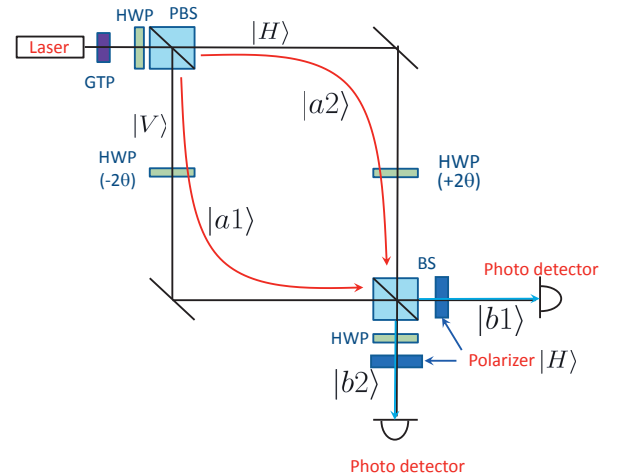 HWP
PBS
|H⟩
Laser
GTP
|a2⟩
|V⟩
HWP
(-2θ)
HWP
(+2θ)
|a1⟩
BS
Photo detector
|b1⟩
HWP
Polarizer |H⟩
|b2⟩
Photo detector